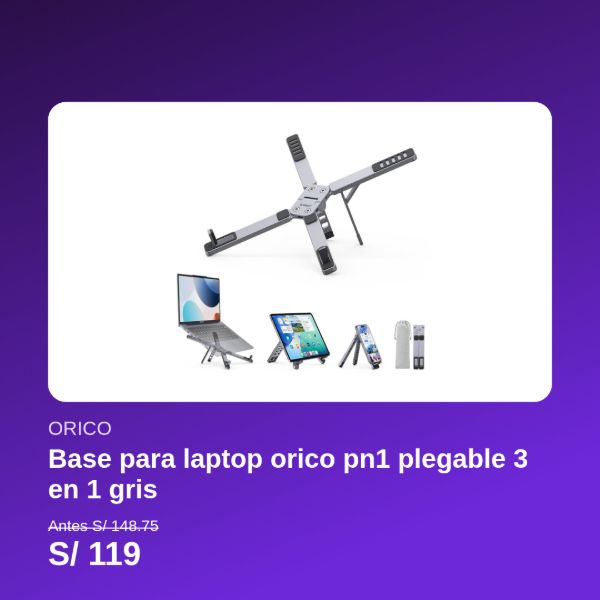 ORICO
Base para laptop orico pn1 plegable 3
en 1 gris
Antes S/ 148.75
S/ 119